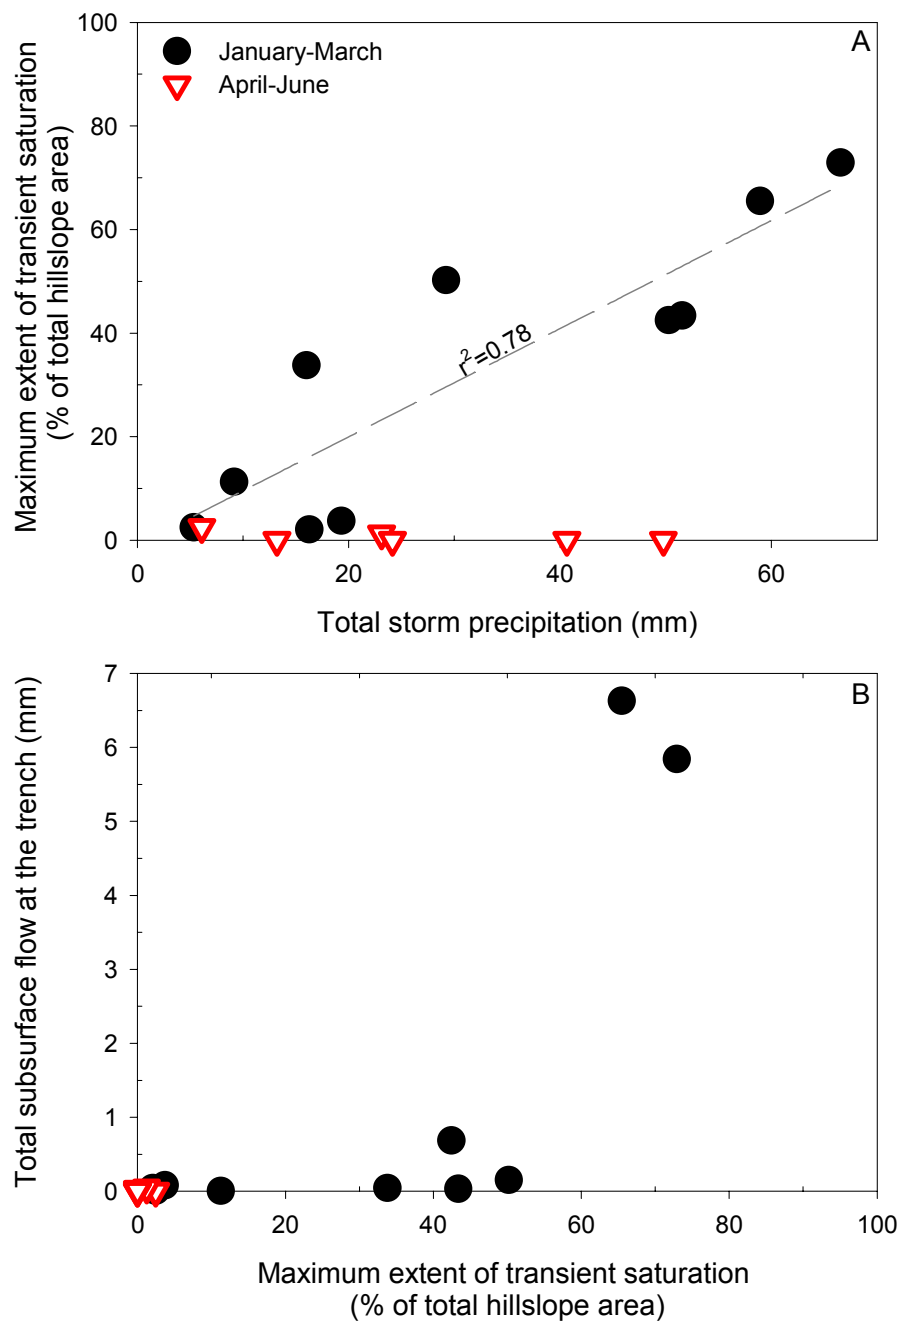 A
January-March
April-June
Maximum extent of transient saturation
(% of total hillslope area)
100
80
60
40
20
0
r²=0.78
0 20 40 60
Total storm precipitation (mm)
B
Total subsurface flow at the trench (mm)
7
6
5
4
3
2
1
0
0 20 40 60 80 100
Maximum extent of transient saturation
(% of total hillslope area)